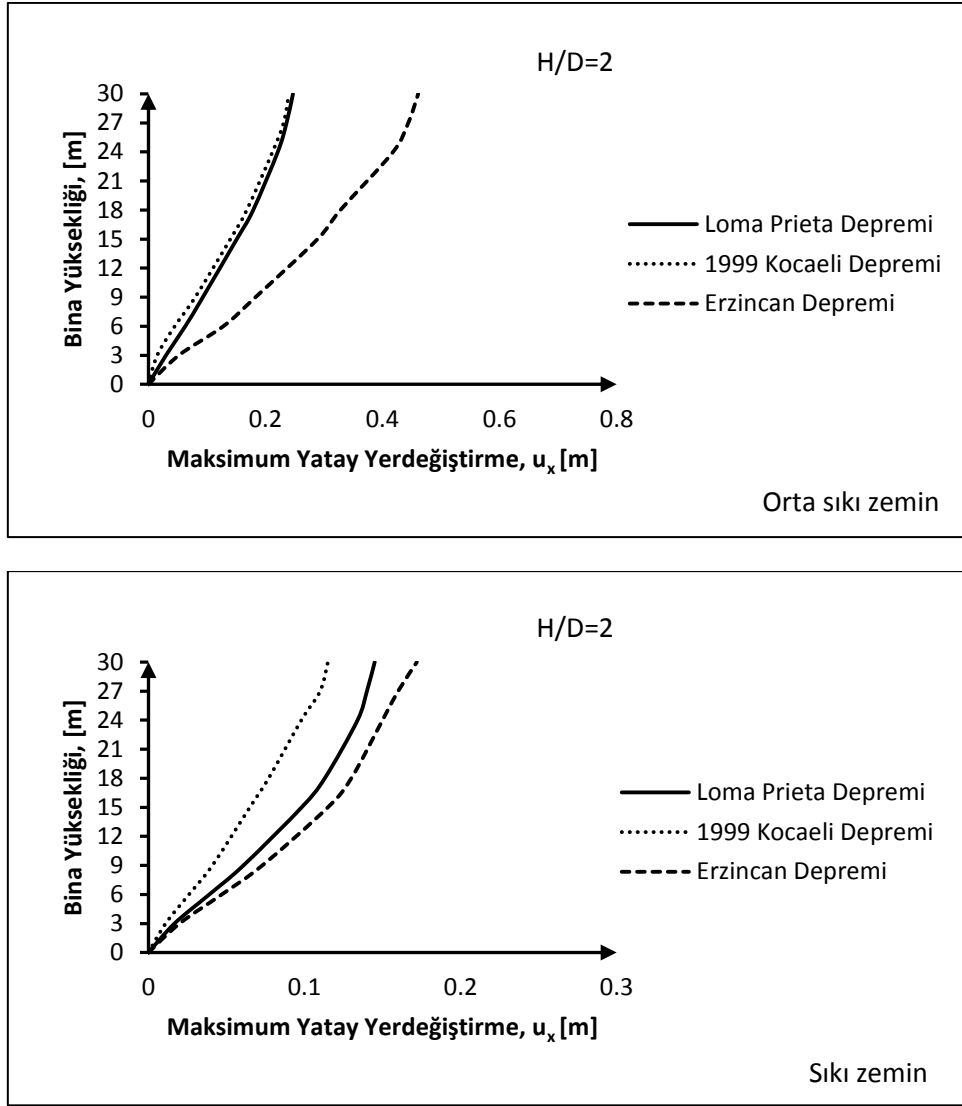 H/D=2
Bina Yüksekliği, [m]
30
27
24
21
18
15
12
9
6
3
0
0 0.2 0.4 0.6 0.8
Maksimum Yatay Yerdeğiştirme, ux [m]
Loma Prieta Depremi
1999 Kocaeli Depremi
Erzincan Depremi
Orta sıkı zemin
H/D=2
Bina Yüksekliği, [m]
30
27
24
21
18
15
12
9
6
3
0
0 0.1 0.2 0.3
Maksimum Yatay Yerdeğiştirme, ux [m]
Loma Prieta Depremi
1999 Kocaeli Depremi
Erzincan Depremi
Sıkı zemin